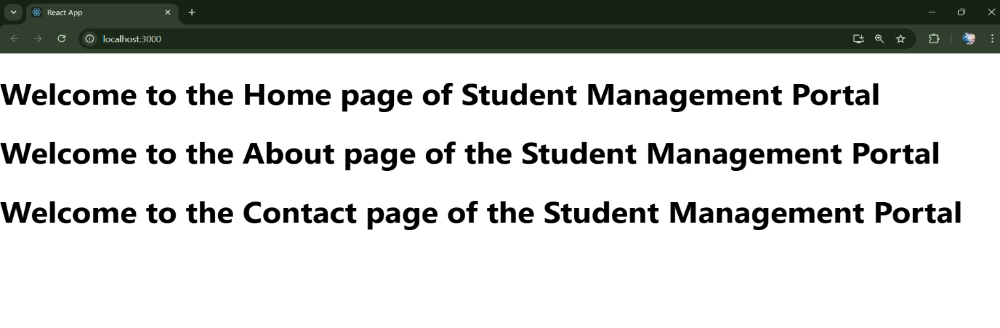 React App
localhost:3000
Welcome to the Home page of Student Management Portal
Welcome to the About page of the Student Management Portal
Welcome to the Contact page of the Student Management Portal